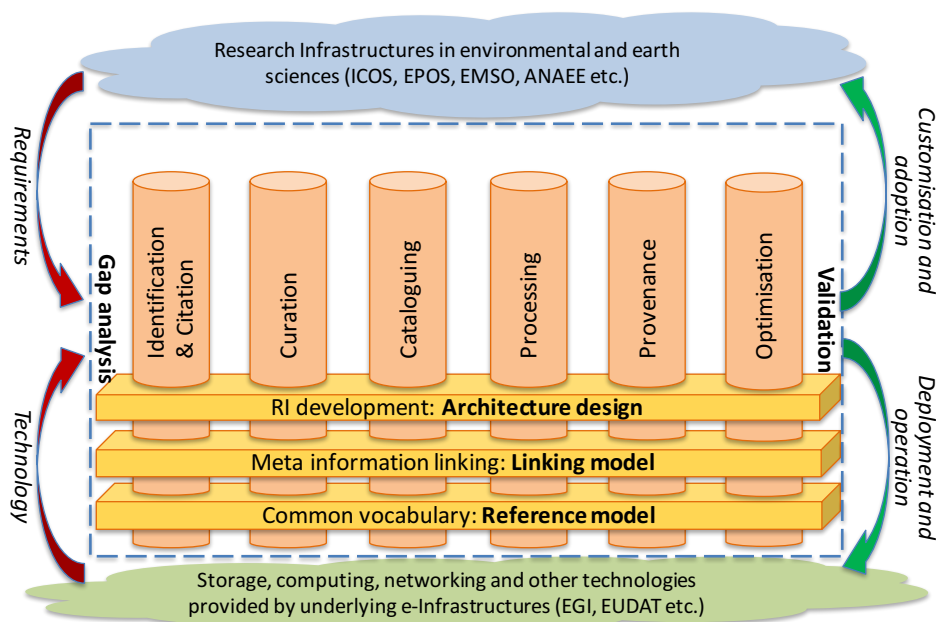 Research Infrastructures in environmental and earth
sciences (ICOS, EPOS, EMSO, ANAEE etc.)
Requirements
Customisation and
adoption
Gap analysis
Identification
& Citation
Curation
Cataloguing
Processing
Provenance
Optimisation
Validation
Technology
Deployment and
operation
RI development: Architecture design
Meta information linking: Linking model
Common vocabulary: Reference model
Storage, computing, networking and other technologies
provided by underlying e-Infrastructures (EGI, EUDAT etc.)